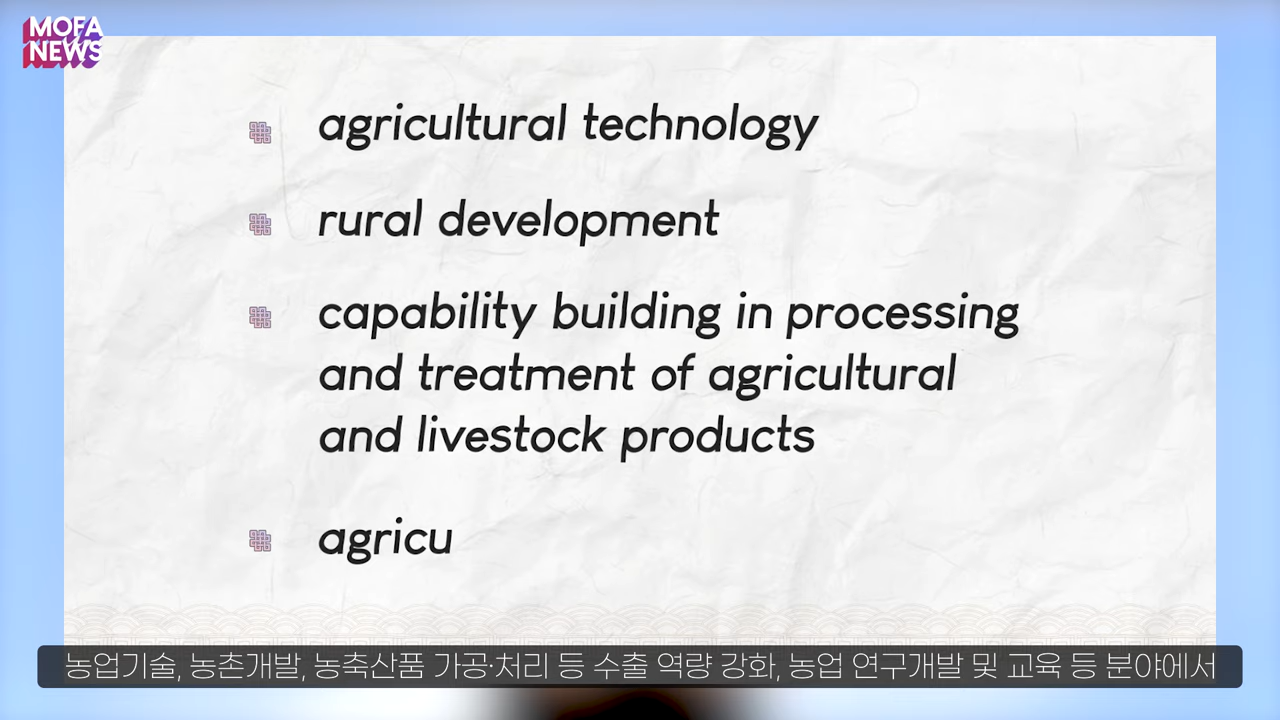 MOFA
NEWS
agricultural technology
rural development
capability building in processing
and treatment of agricultural
and livestock products
agricu
농업기술, 농촌개발, 농축산품 가공·처리 등 수출 역량 강화, 농업 연구개발 및 교육 등 분야에서